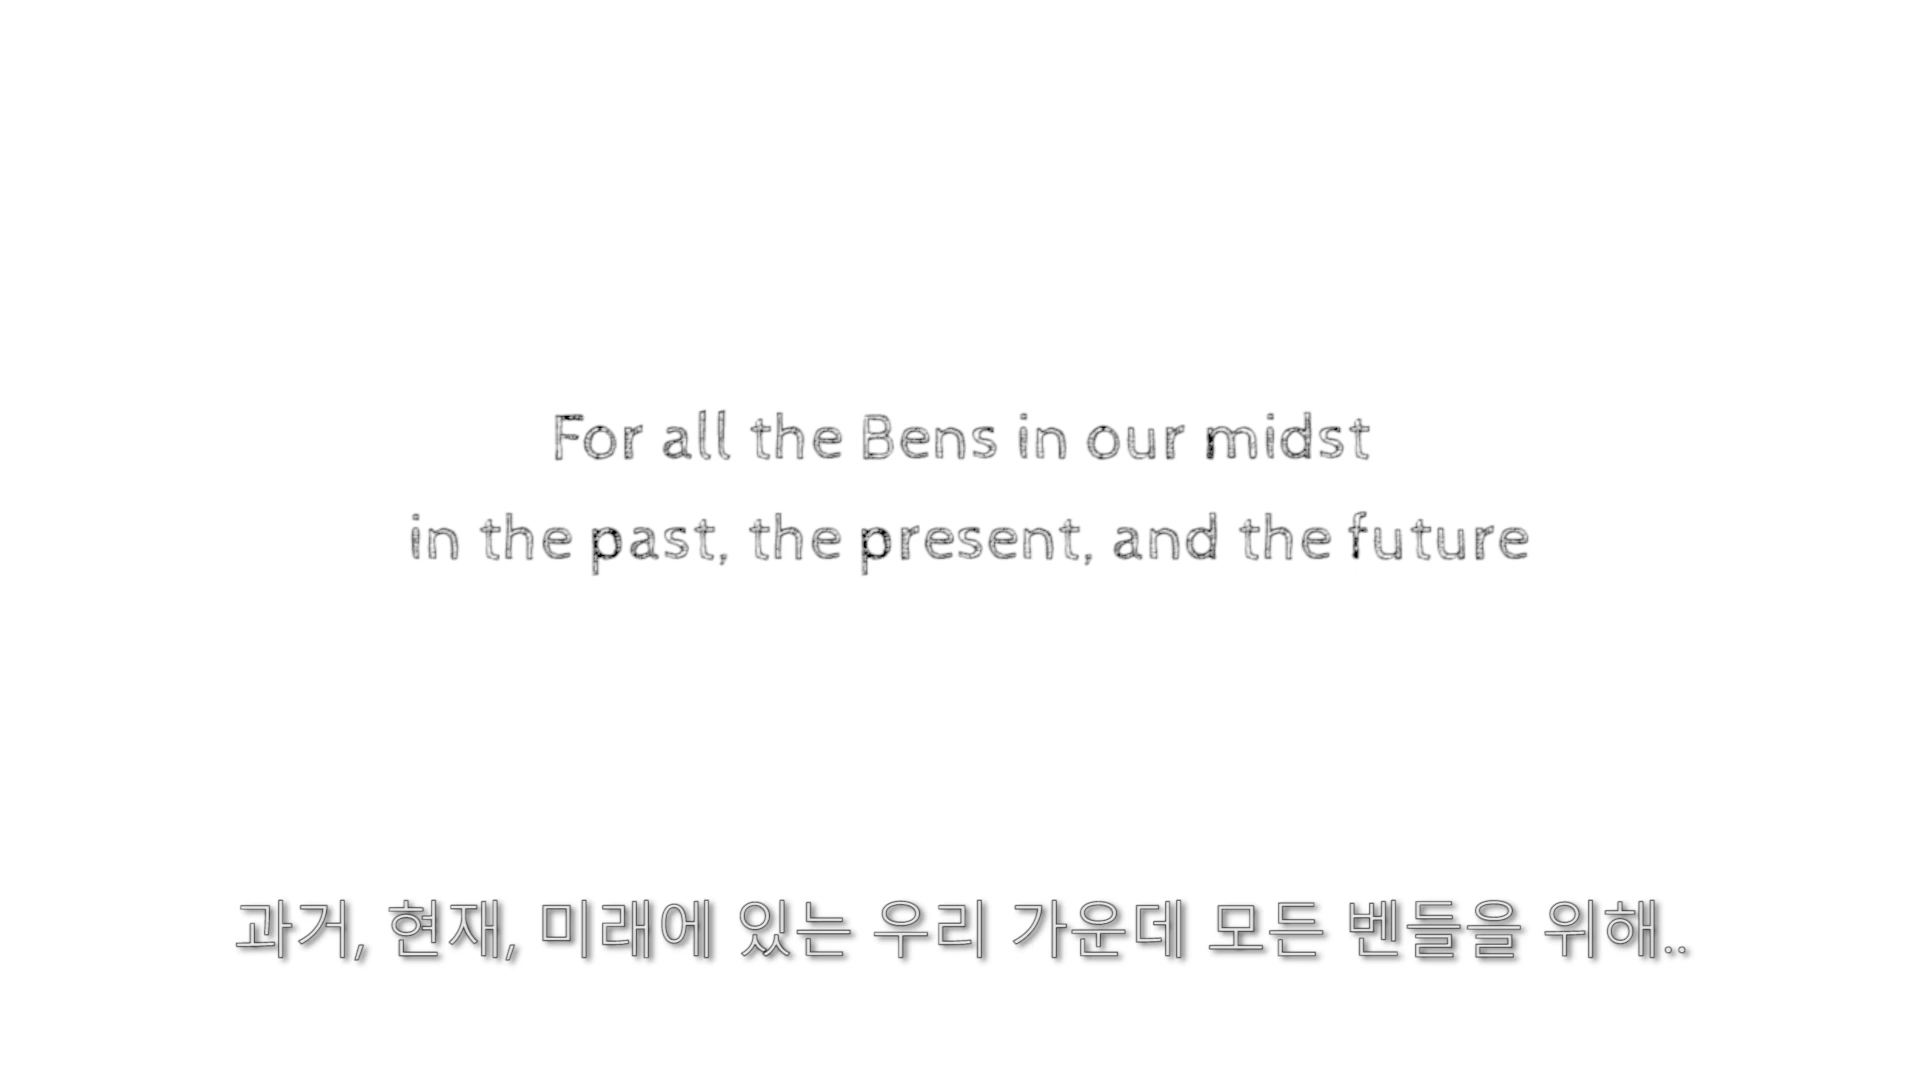 For all the Bens in our midst
in the past, the present, and the future
과거, 현재, 미래에 있는 우리 가운데 모든 벤들을 위해..